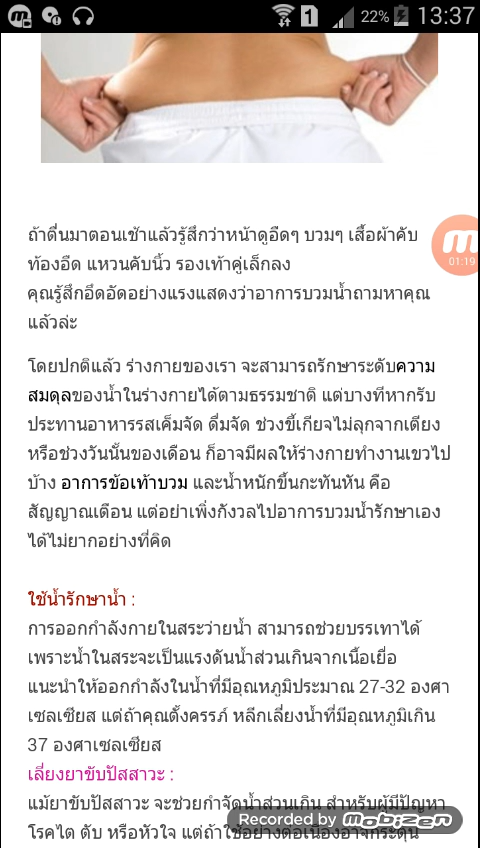 22% 13:37
1
ถ้าตื่นมาตอนเช้าแล้วรู้สึกว่าหน้าดูอืดๆ บวมๆ เสื้อผ้าคับ
ท้องอืด แหวนคับนิ้ว รองเท้าคู่เล็กลง
คุณรู้สึกอึดอัดอย่างแรงแสดงว่าอาการบวมน้ำถามหาคุณ
แล้วล่ะ
01:19
โดยปกติแล้ว ร่างกายของเรา จะสามารถรักษาระดับความ
สมดุลของน้ำในร่างกายได้ตามธรรมชาติ แต่บางทีหากรับ
ประทานอาหารรสเค็มจัด ดื่มจัด ช่วงขี้เกียจไม่ลุกจากเตียง
หรือช่วงวันนั้นของเดือน ก็อาจมีผลให้ร่างกายทำงานเขวไป
บ้าง อาการข้อเท้าบวม และน้ำหนักขึ้นกะทันหัน คือ
สัญญาณเตือน แต่อย่าเพิ่งกังวลไปอาการบวมน้ำรักษาเอง
ได้ไม่ยากอย่างที่คิด
ใช้น้ำรักษาน้ำ :
การออกกำลังกายในสระว่ายน้ำ สามารถช่วยบรรเทาได้
เพราะน้ำในสระจะเป็นแรงดันน้ำส่วนเกินจากเนื้อเยื่อ
แนะนำให้ออกกำลังในน้ำที่มีอุณหภูมิประมาณ 27-32 องศา
เซลเซียส แต่ถ้าคุณตั้งครรภ์ หลีกเลี่ยงน้ำที่มีอุณหภูมิเกิน
37 องศาเซลเซียส
เลี่ยงยาขับปัสสาวะ :
แม้ยาขับปัสสาวะ จะช่วยกำจัดน้ำส่วนเกิน สำหรับผู้มีปัญหา
โรคไต ตับ หรือหัวใจ แต่ถ้าใช้อย่างต่อเนื่องอาจกระตุ้น
Recorded by mobizen